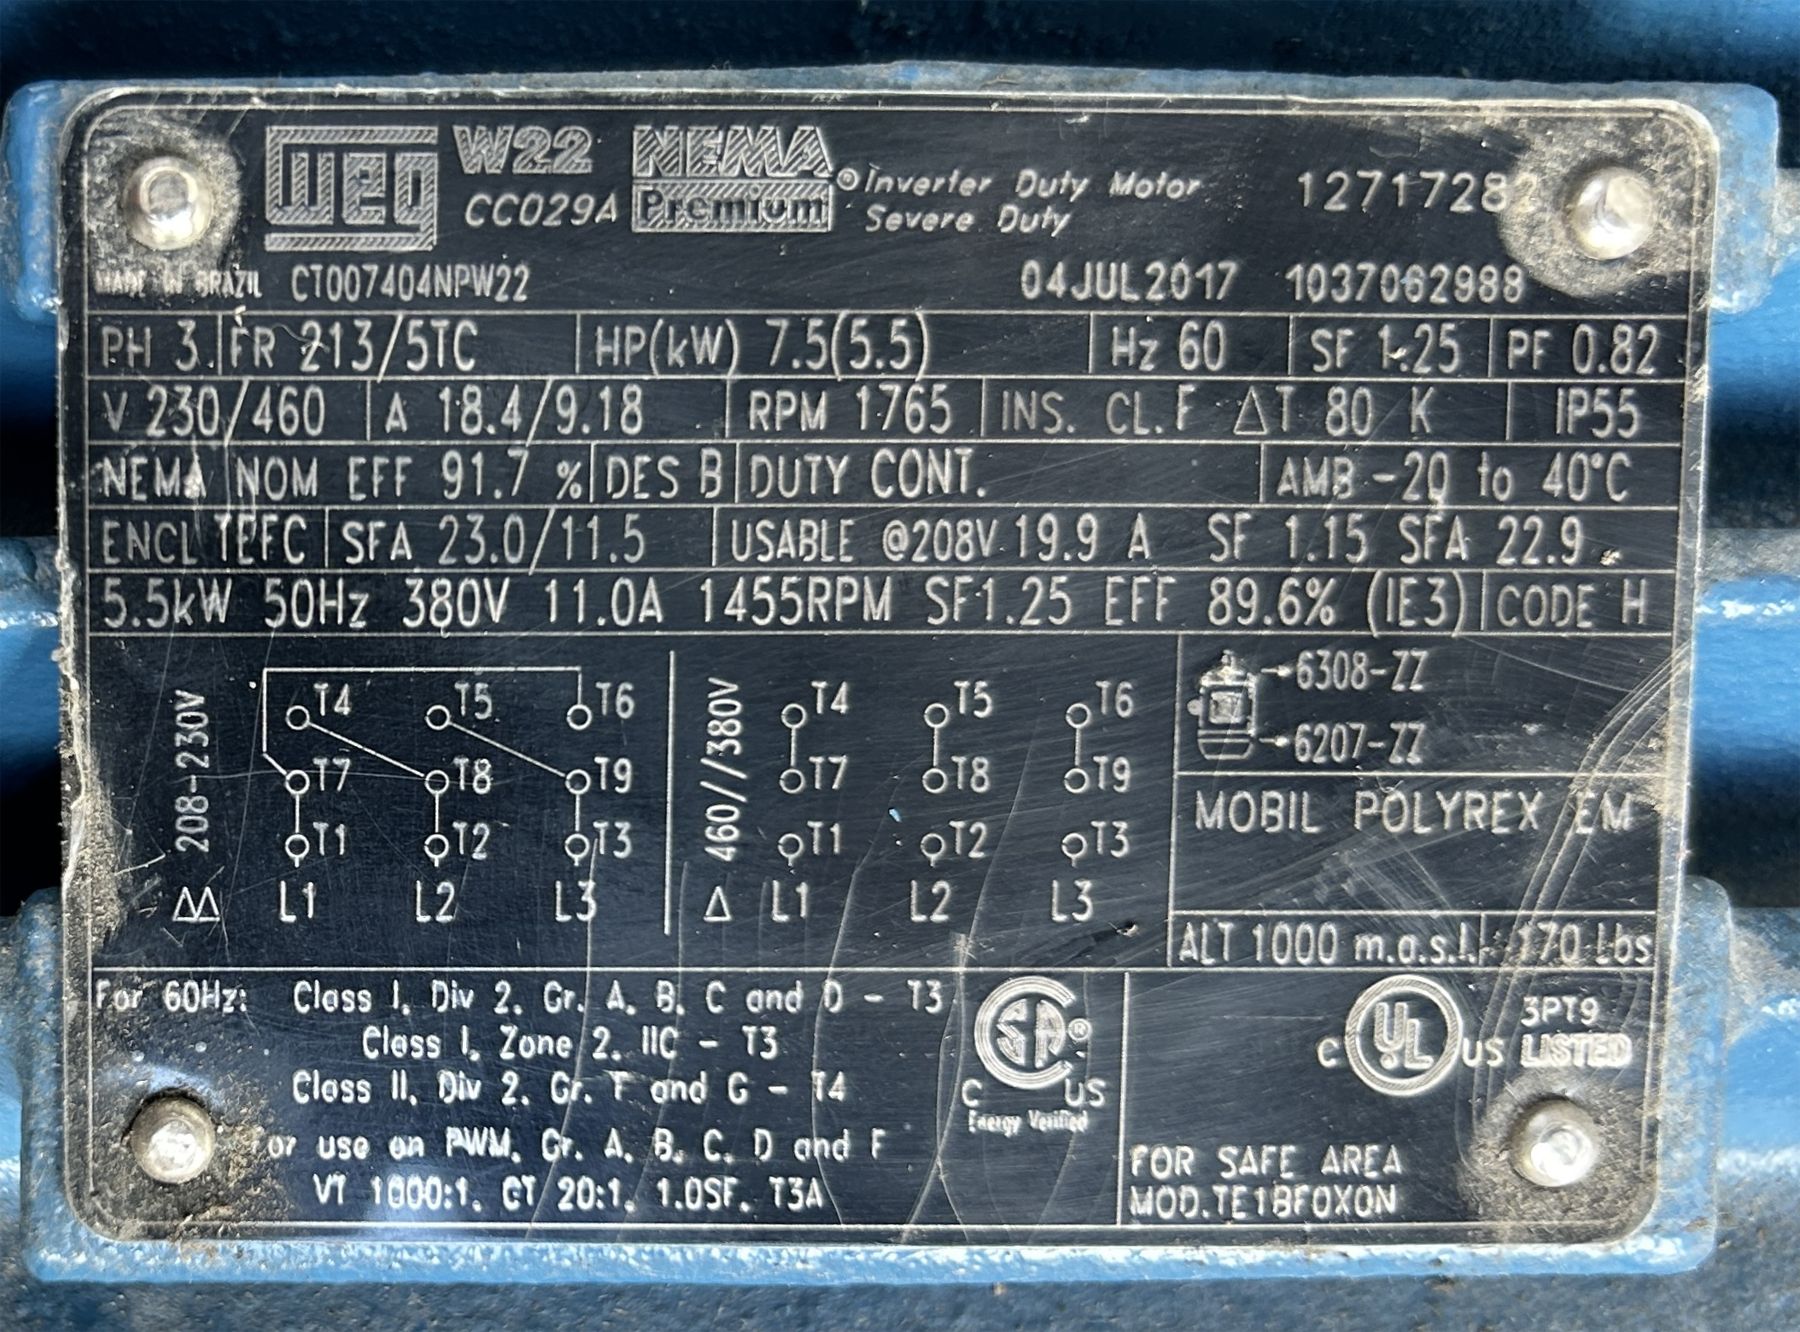 WEG W22 NEMA Premium ® Inverter Duty Motor
CC029A Severe Duty
MADE IN BRAZIL CT007404NPW22 04JUL2017 1037062988
PH 3 FR 213/5TC HP(kW) 7.5(5.5) Hz 60 SF 1.25 PF 0.82
V 230/460 A 18.4/9.18 RPM 1765 INS. CL.F ΔT 80 K IP55
NEMA NOM EFF 91.7 % DES B DUTY CONT. AMB -20 to 40°C
ENCL TEFC SFA 23.0/11.5 USABLE @208V 19.9 A SF 1.15 SFA 22.9
5.5kW 50Hz 380V 11.0A 1455RPM SF1.25 EFF 89.6% (IE3) CODE H
208-230V
T4 T5 T6
T7 T8 T9
T1 T2 T3
ΔΔ L1 L2 L3
460//380V
T4 T5 T6
T7 T8 T9
T1 T2 T3
Δ L1 L2 L3
6308-ZZ
6207-ZZ
MOBIL POLYREX EM
ALT 1000 m.a.s.l. 170 Lbs
For 60Hz: Class I, Div 2, Gr. A, B, C and D - T3
Class I, Zone 2, IIC - T3
Class II, Div 2, Gr. F and G - T4
For use on PWM, Gr. A, B, C, D and F
VT 1000:1, CT 20:1, 1.0SF, T3A
SA ®
C US
Energy Verified
C UL US 3PT9
LISTED
FOR SAFE AREA
MOD.TE1BF0X0N